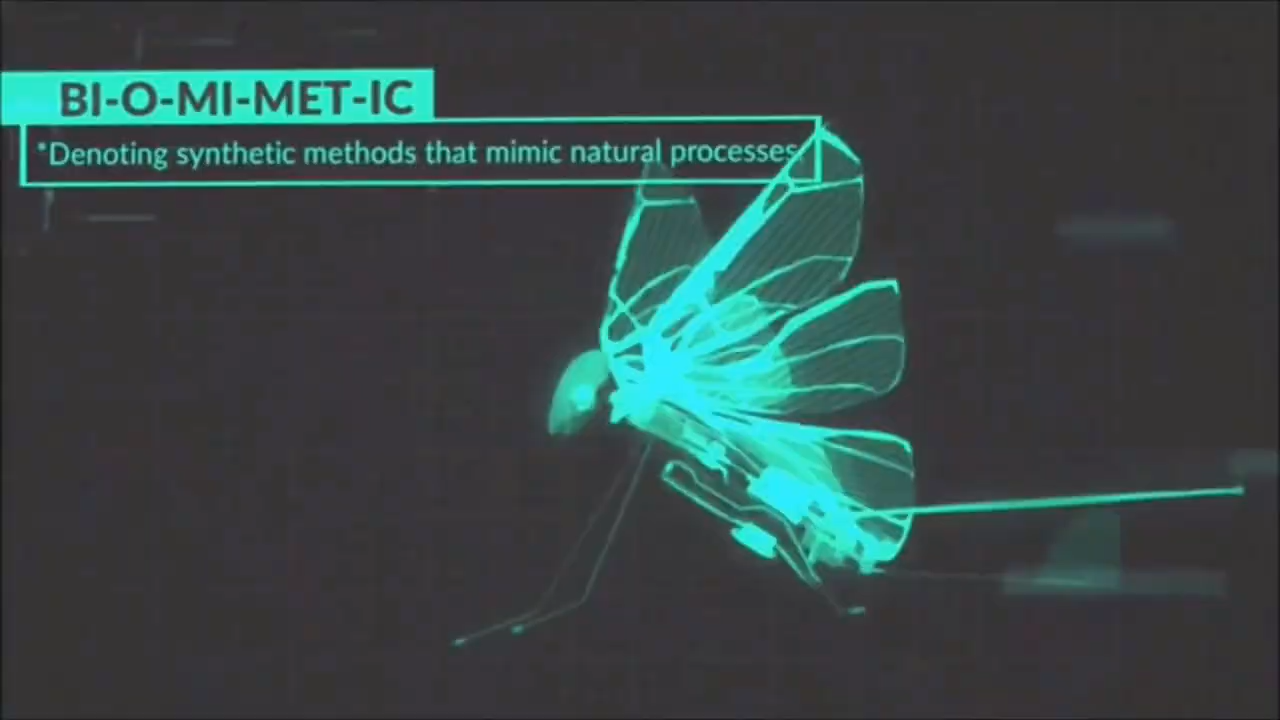 BI-O-MI-MET-IC
*Denoting synthetic methods that mimic natural processes